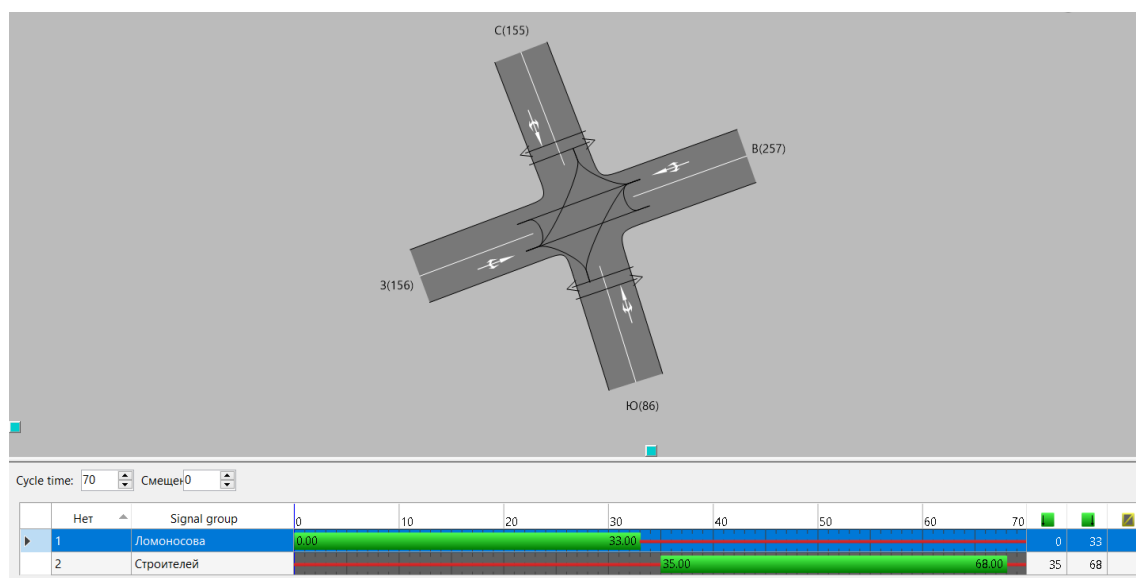 С(155)
В(257)
З(156)
Ю(86)
Cycle time: 70 Смещен 0
Нет Signal group 0 10 20 30 40 50 60 70
1 Ломоносова 0.00 33.00 0 33
2 Строителей 35.00 68.00 35 68